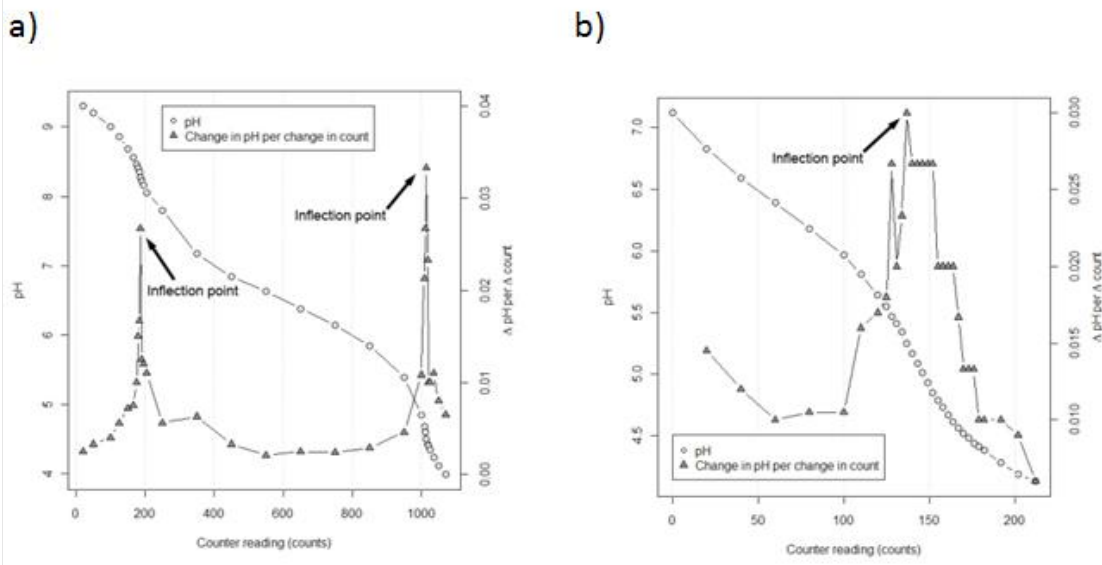 a)
pH
Change in pH per change in count
Inflection point
Inflection point
pH
4
5
6
7
8
9
0.00
0.01
0.02
0.03
0.04
Δ pH per Δ count
0
200
400
600
800
1000
Counter reading (counts)
b)
Inflection point
pH
Change in pH per change in count
pH
4.5
5.0
5.5
6.0
6.5
7.0
0.010
0.015
0.020
0.025
0.030
Δ pH per Δ count
0
50
100
150
200
Counter reading (counts)